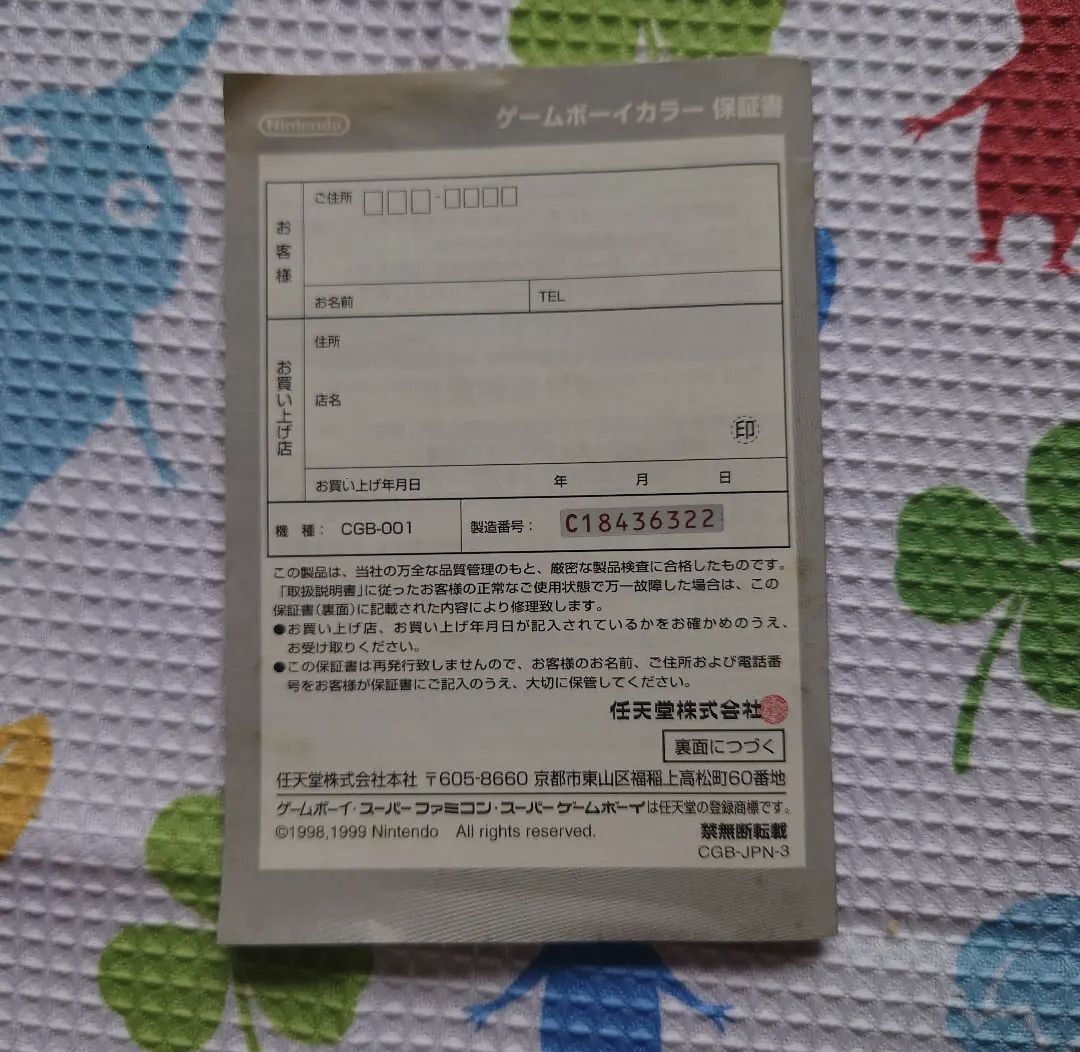 Nintendo
ゲームボーイカラー 保証書
お客様
ご住所 □□□-□□□□
お名前
TEL
お買い上げ店
住所
店名
印
お買い上げ年月日 年 月 日
機 種： CGB-001
製造番号： C18436322
この製品は、当社の万全な品質管理のもと、厳密な製品検査に合格したものです。
「取扱説明書」に従ったお客様の正常なご使用状態で万一故障した場合は、この
保証書（裏面）に記載された内容により修理致します。
●お買い上げ店、お買い上げ年月日が記入されているかをお確かめのうえ、
お受け取りください。
●この保証書は再発行致しませんので、お客様のお名前、ご住所および電話番
号をお客様が保証書にご記入のうえ、大切に保管してください。
任天堂株式会社
裏面につづく
任天堂株式会社本社 〒605-8660 京都市東山区福稲上高松町60番地
ゲームボーイ・スーパーファミコン・スーパーゲームボーイは任天堂の登録商標です。
©1998,1999 Nintendo All rights reserved.
禁無断転載
CGB-JPN-3